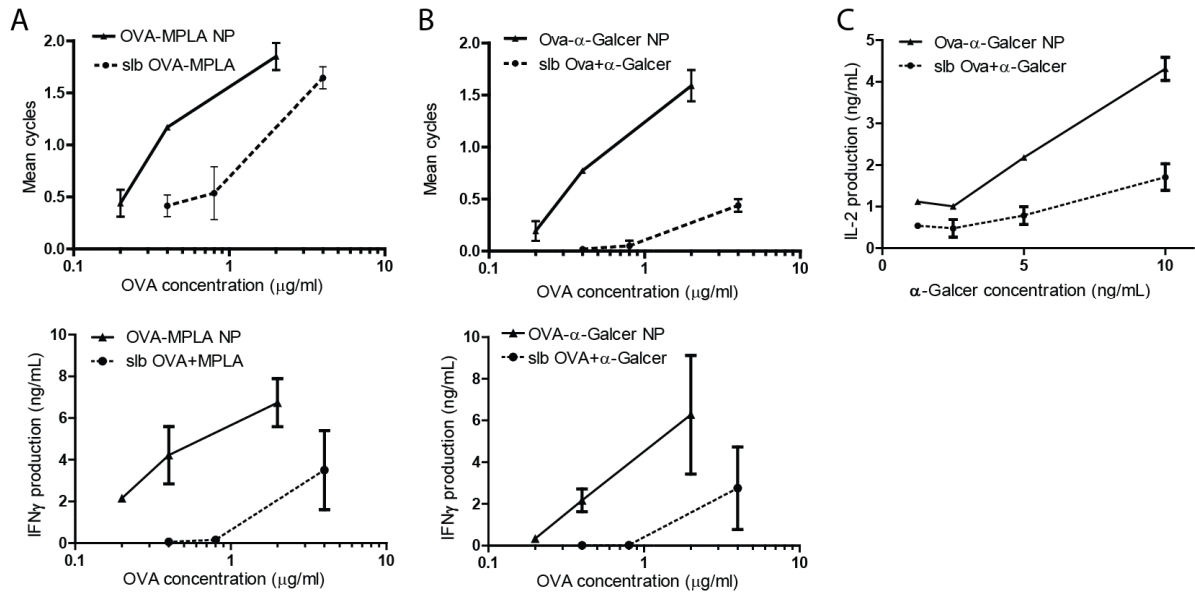 A
OVA-MPLA NP
slb OVA-MPLA
2.0
1.5
1.0
0.5
0.0
Mean cycles
0.1
1
10
OVA concentration (μg/ml)
B
Ova-α-Galcer NP
slb Ova+α-Galcer
2.0
1.5
1.0
0.5
0.0
Mean cycles
0.1
1
10
OVA concentration (μg/ml)
C
Ova-α-Galcer NP
slb Ova+α-Galcer
5
4
3
2
1
0
IL-2 production (ng/mL)
0
5
10
α-Galcer concentration (ng/mL)
OVA-MPLA NP
slb OVA+MPLA
10
8
6
4
2
0
IFNγ production (ng/mL)
0.1
1
10
OVA concentration (μg/ml)
OVA-α-Galcer NP
slb OVA+α-Galcer
10
8
6
4
2
0
IFNγ production (ng/mL)
0.1
1
10
OVA concentration (μg/ml)